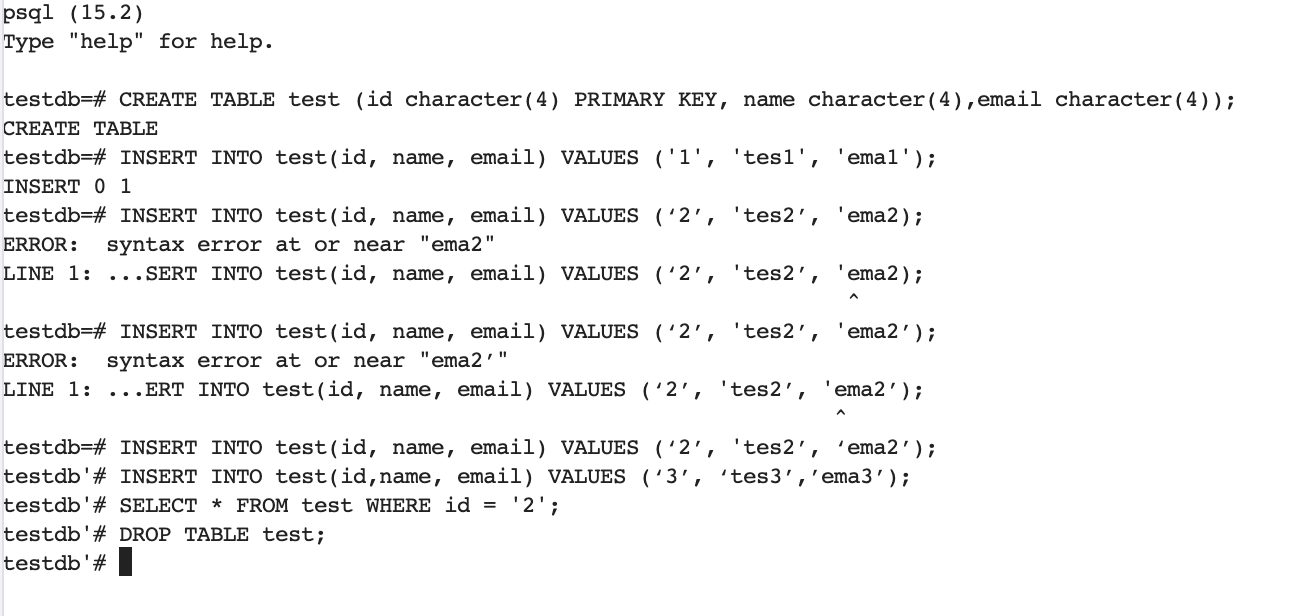 psql (15.2)
Type "help" for help.
testdb=# CREATE TABLE test (id character(4) PRIMARY KEY, name character(4),email character(4));
CREATE TABLE
testdb=# INSERT INTO test(id, name, email) VALUES ('1', 'tes1', 'ema1');
INSERT 0 1
testdb=# INSERT INTO test(id, name, email) VALUES (‘2’, 'tes2’, 'ema2);
ERROR:  syntax error at or near "ema2"
LINE 1: ...SERT INTO test(id, name, email) VALUES (‘2’, 'tes2’, 'ema2);
^
testdb=# INSERT INTO test(id, name, email) VALUES (‘2’, 'tes2’, 'ema2’);
ERROR:  syntax error at or near "ema2’"
LINE 1: ...ERT INTO test(id, name, email) VALUES (‘2’, 'tes2’, 'ema2’);
^
testdb=# INSERT INTO test(id, name, email) VALUES (‘2’, 'tes2’, ‘ema2’);
testdb'# INSERT INTO test(id,name, email) VALUES (‘3’, ‘tes3’,’ema3’);
testdb'# SELECT * FROM test WHERE id = '2';
testdb'# DROP TABLE test;
testdb'#